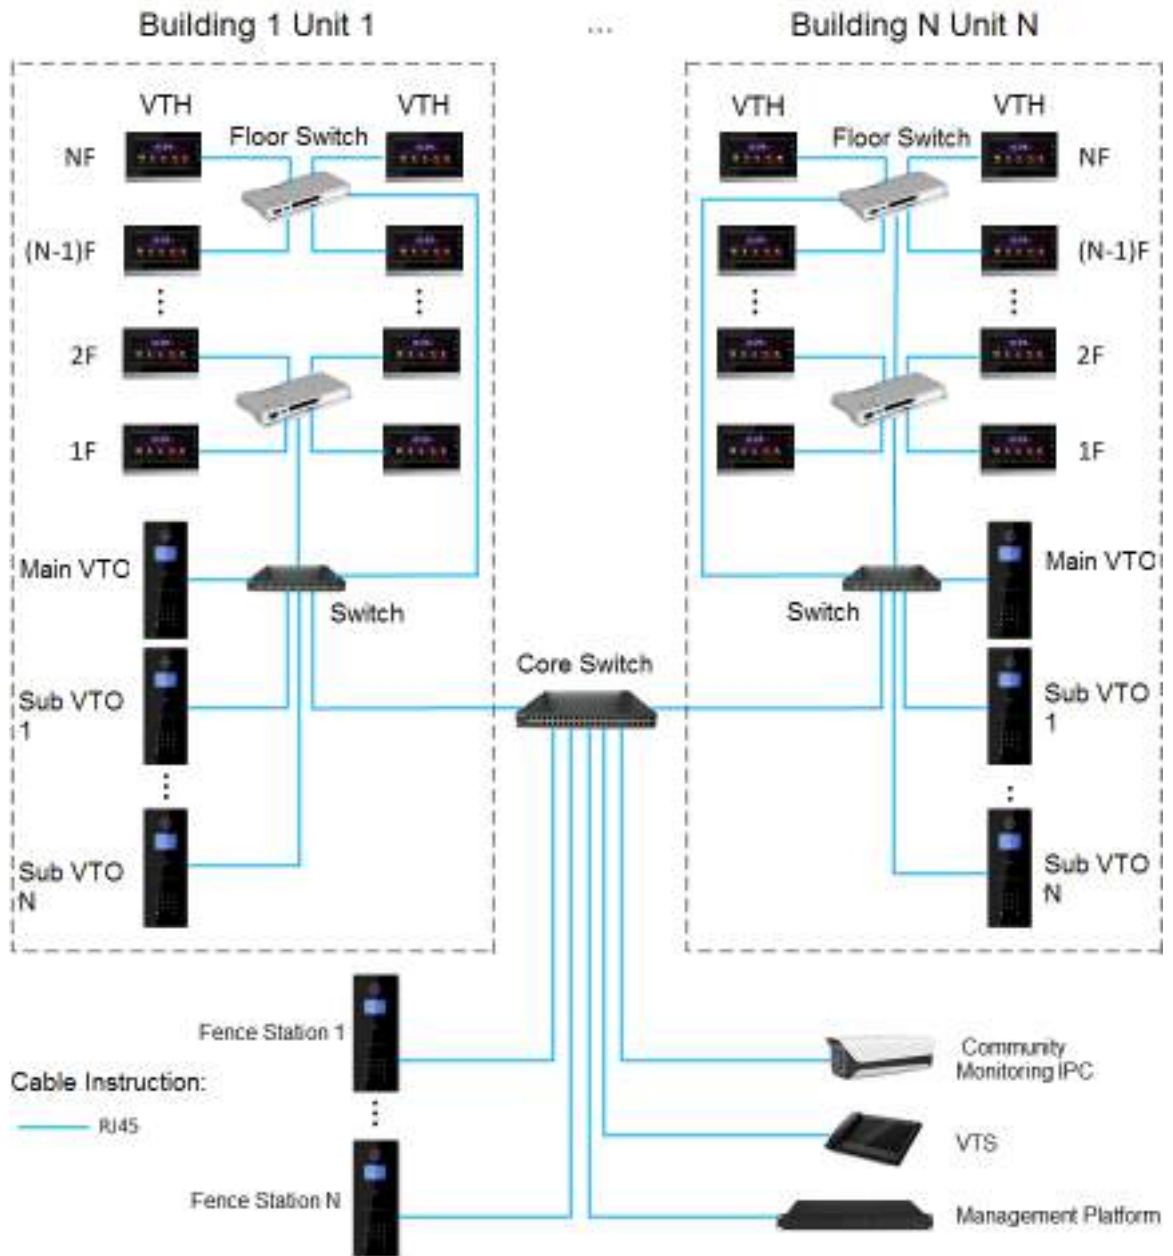 Building 1 Unit 1
...
Building N Unit N
VTH
VTH
VTH
VTH
Floor Switch
Floor Switch
NF
NF
(N-1)F
(N-1)F
2F
2F
1F
1F
Main VTO
Main VTO
Switch
Switch
Core Switch
Sub VTO
1
Sub VTO
1
Sub VTO
N
Sub VTO
N
Fence Station 1
Community
Monitoring IPC
Cable Instruction:
RJ45
VTS
Fence Station N
Management Platform